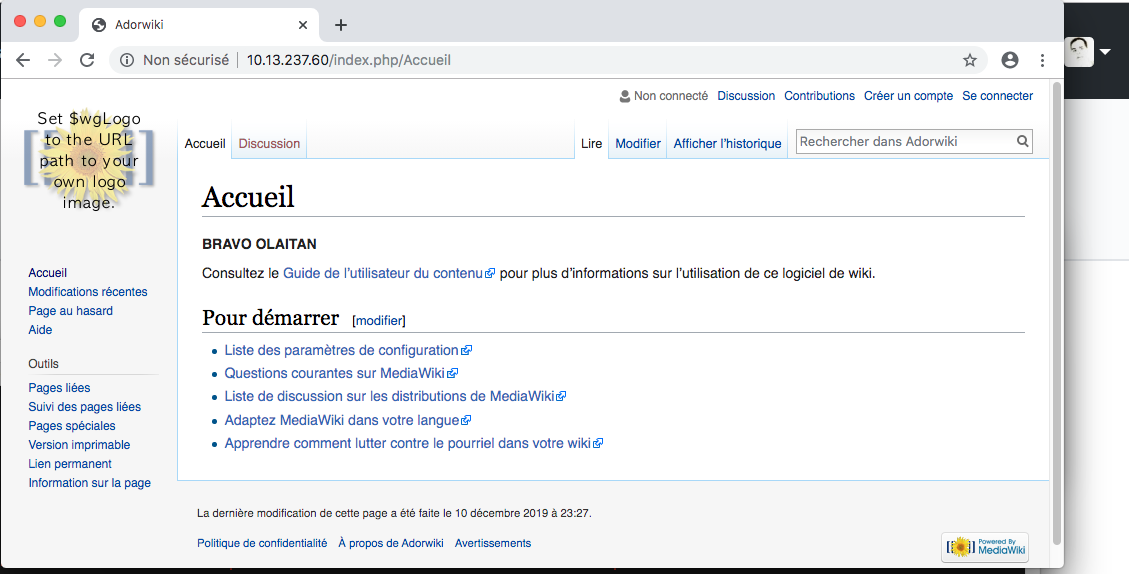 Adorwiki
Non sécurisé
10.13.237.60/index.php/Accueil
Non connecté Discussion Contributions Créer un compte Se connecter
Set $wgLogo
to the URL
path to your
own logo
image.
Accueil Discussion Lire Modifier Afficher l'historique Rechercher dans Adorwiki
Accueil
BRAVO OLAITAN
Consultez le Guide de l'utilisateur du contenu pour plus d'informations sur l'utilisation de ce logiciel de wiki.
Pour démarrer [modifier]
Liste des paramètres de configuration
Questions courantes sur MediaWiki
Liste de discussion sur les distributions de MediaWiki
Adaptez MediaWiki dans votre langue
Apprendre comment lutter contre le pourriel dans votre wiki
Accueil
Modifications récentes
Page au hasard
Aide
Outils
Pages liées
Suivi des pages liées
Pages spéciales
Version imprimable
Lien permanent
Information sur la page
La dernière modification de cette page a été faite le 10 décembre 2019 à 23:27.
Politique de confidentialité À propos de Adorwiki Avertissements
Powered By
MediaWiki